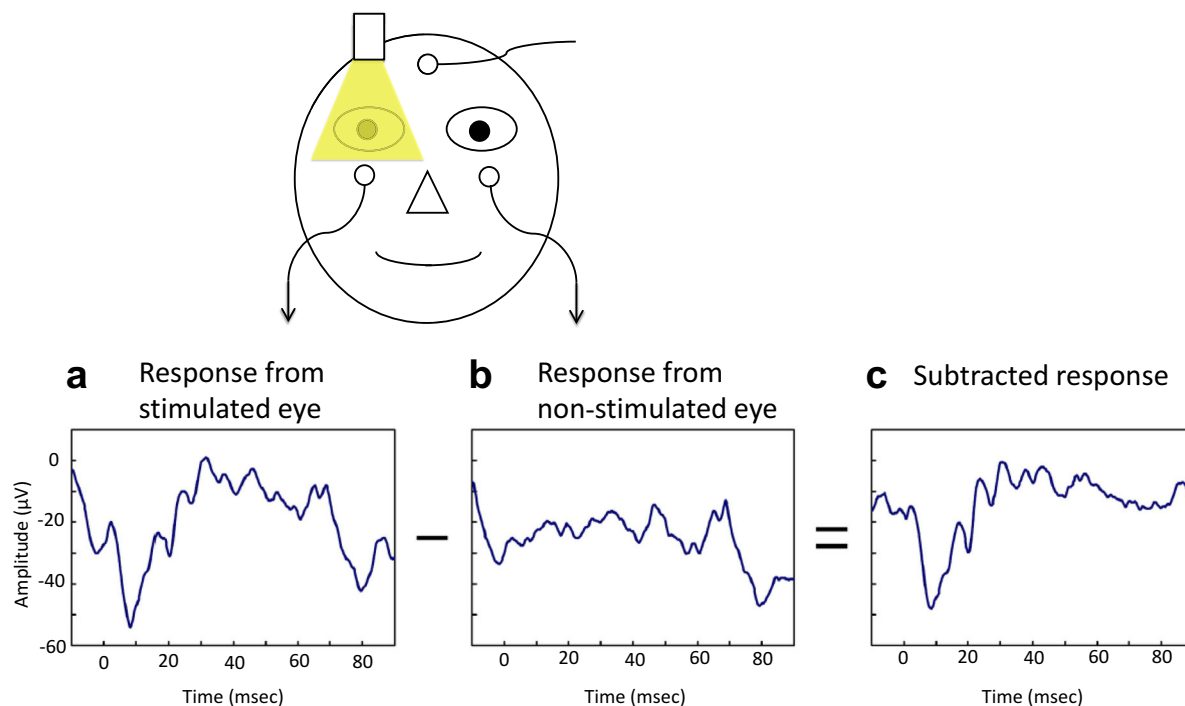 a Response from
stimulated eye
b Response from
non-stimulated eye
c Subtracted response
Amplitude (µV)
0
-20
-40
-60
−
=
0 20 40 60 80
0 20 40 60 80
0 20 40 60 80
Time (msec)
Time (msec)
Time (msec)